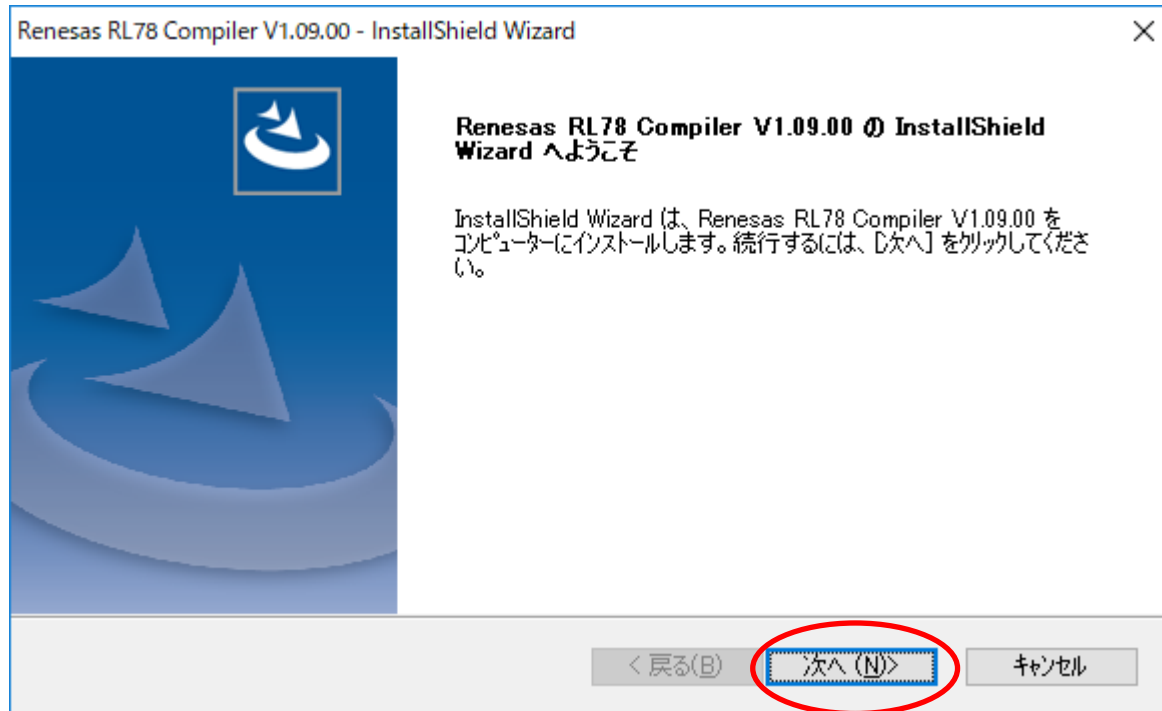 Renesas RL78 Compiler V1.09.00 - InstallShield Wizard
Renesas RL78 Compiler V1.09.00 の InstallShield
Wizard へようこそ
InstallShield Wizard は、Renesas RL78 Compiler V1.09.00 を
コンピューターにインストールします。続行するには、[次へ] をクリックしてくださ
い。
< 戻る(B) 次へ (N)> キャンセル